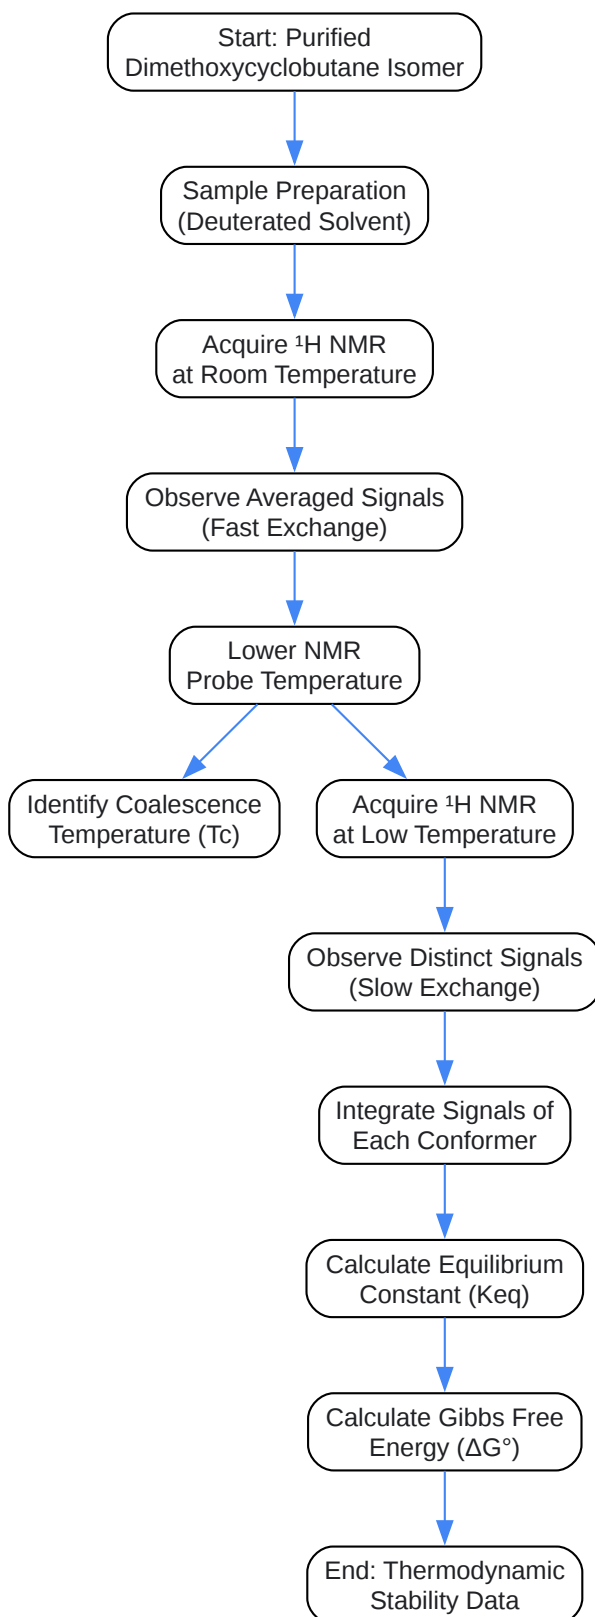 Start: Purified
Dimethoxycyclobutane Isomer
Sample Preparation
(Deuterated Solvent)
Acquire ¹H NMR
at Room Temperature
Observe Averaged Signals
(Fast Exchange)
Lower NMR
Probe Temperature
Identify Coalescence
Temperature (Tc)
Acquire ¹H NMR
at Low Temperature
Observe Distinct Signals
(Slow Exchange)
Integrate Signals of
Each Conformer
Calculate Equilibrium
Constant (Keq)
Calculate Gibbs Free
Energy (ΔG°)
End: Thermodynamic
Stability Data